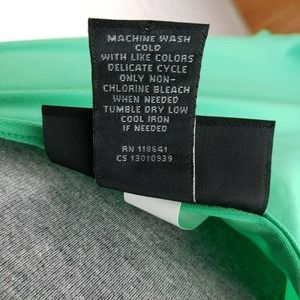 MACHINE WASH
COLD
WITH LIKE COLORS
DELICATE CYCLE
ONLY NON-
CHLORINE BLEACH
WHEN NEEDED
TUMBLE DRY LOW
COOL IRON
IF NEEDED
RN 118641
CS 13010939